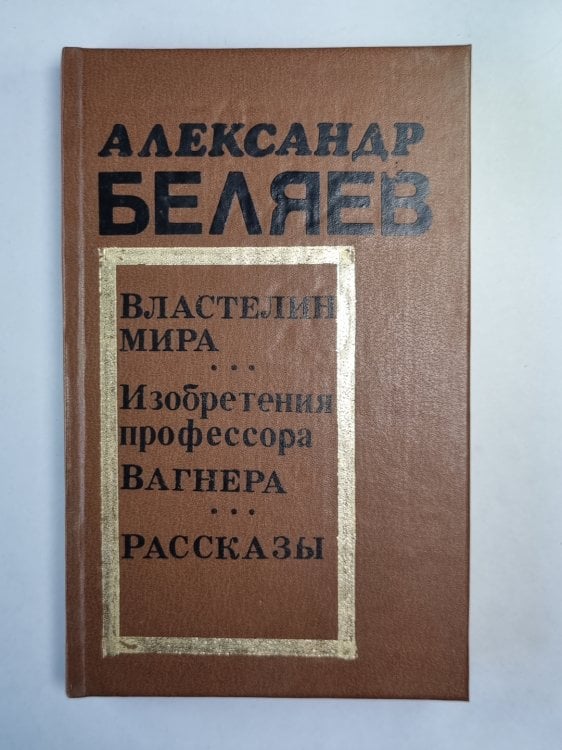 АЛЕКСАНДР
БЕЛЯЕВ
ВЛАСТЕЛИН
МИРА
• • •
Изобретения
профессора
ВАГНЕРА
• • •
РАССКАЗЫ